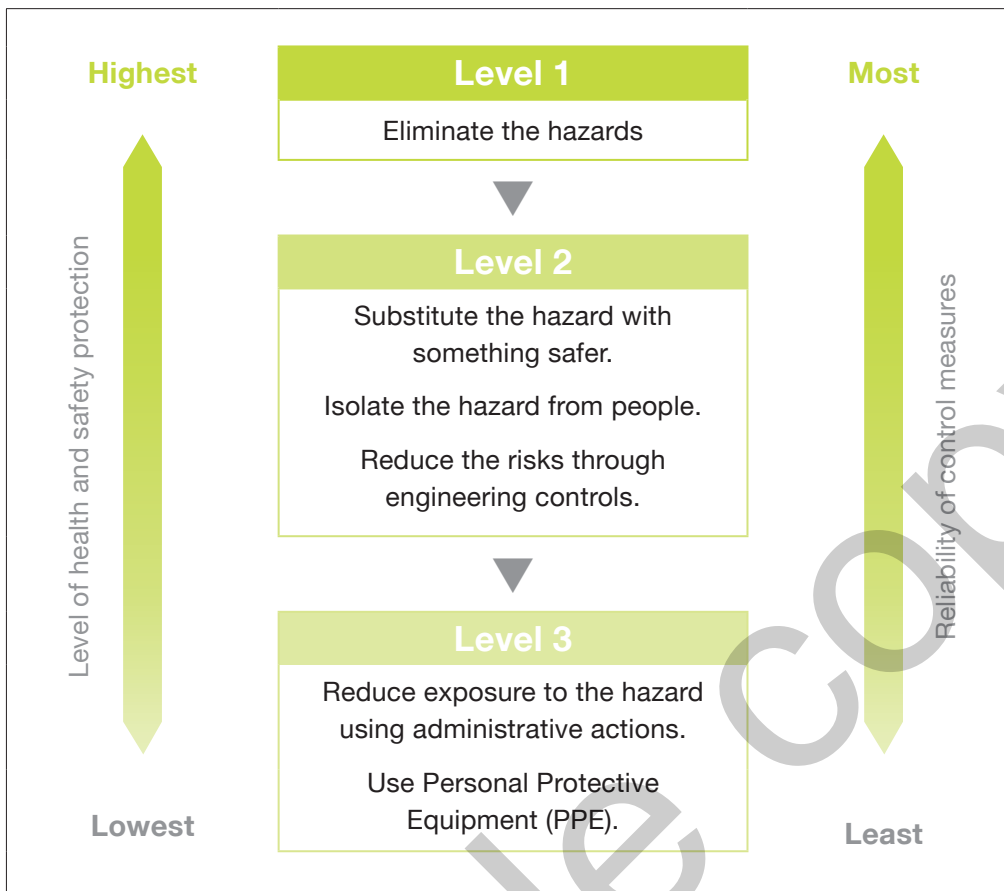 Highest
Level 1
Most
Eliminate the hazards
Level of health and safety protection
Level 2
Substitute the hazard with
something safer.
Isolate the hazard from people.
Reduce the risks through
engineering controls.
Reliability of control measures
Level 3
Reduce exposure to the hazard
using administrative actions.
Use Personal Protective
Equipment (PPE).
Lowest
Least
le cop